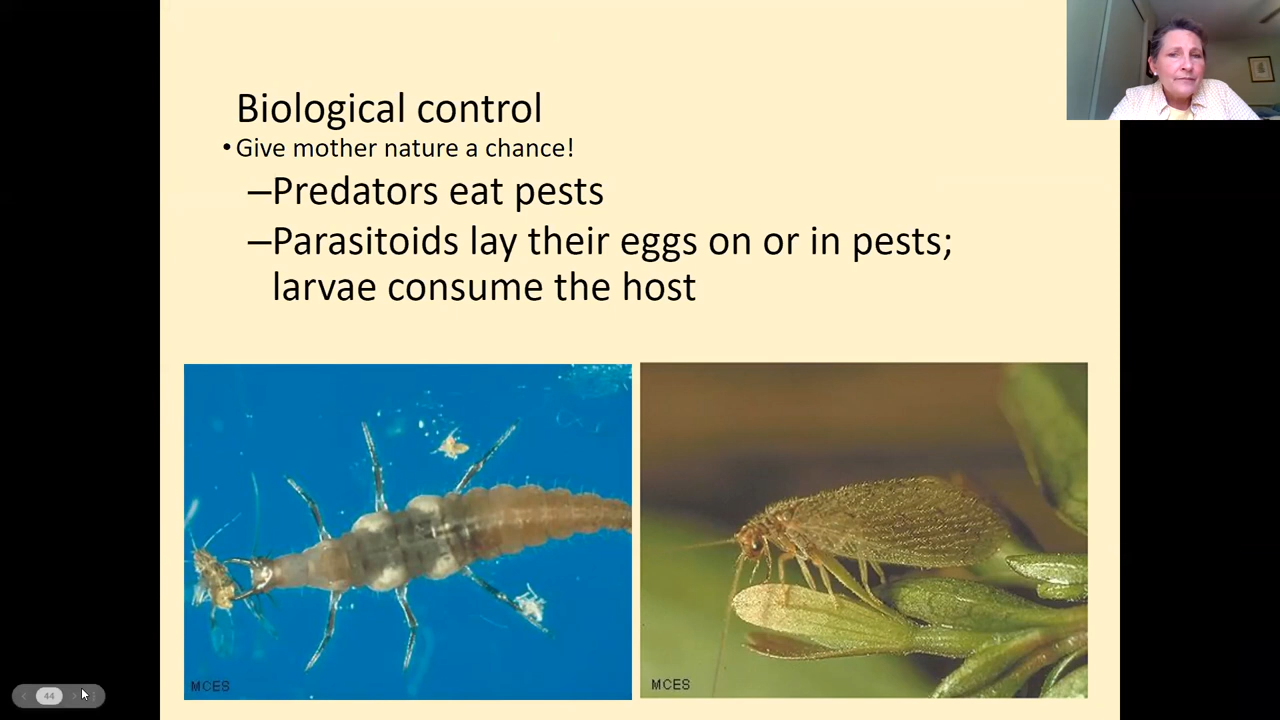 Biological control
• Give mother nature a chance!
–Predators eat pests
–Parasitoids lay their eggs on or in pests;
larvae consume the host
MCES
MCES
44